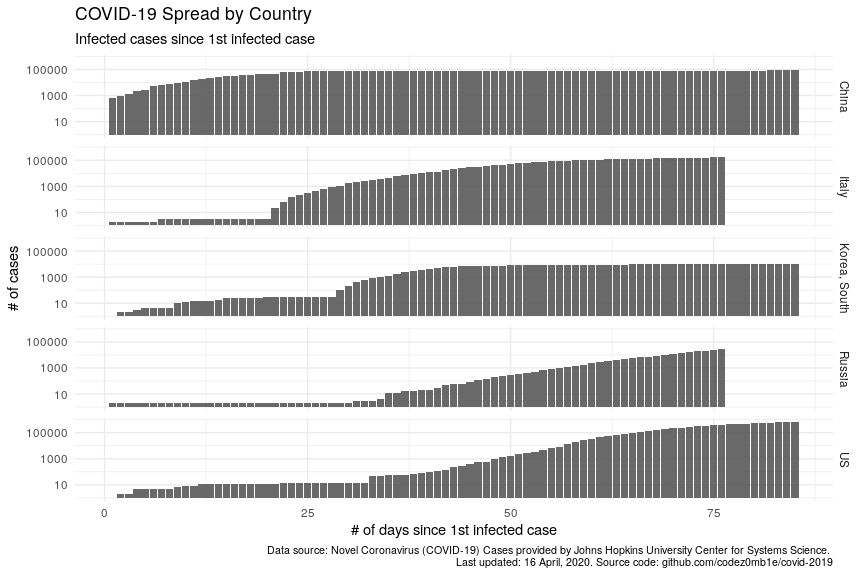 COVID-19 Spread by Country
Infected cases since 1st infected case
# of cases
100000
1000
10
China
100000
1000
10
Italy
100000
1000
10
Korea, South
100000
1000
10
Russia
100000
1000
10
US
0 25 50 75
# of days since 1st infected case
Data source: Novel Coronavirus (COVID-19) Cases provided by Johns Hopkins University Center for Systems Science.
Last updated: 16 April, 2020. Source code: github.com/codez0mb1e/covid-2019